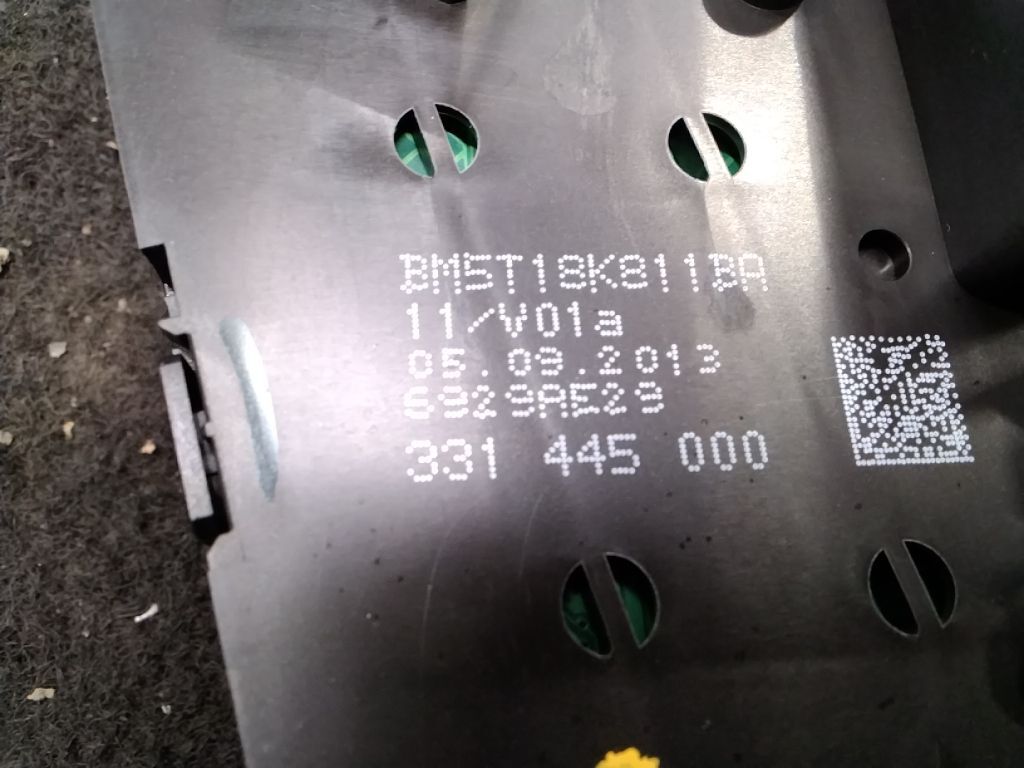 BM5T18K811BA
11/V01a
05.09.2013
6929AE29
331 445 000